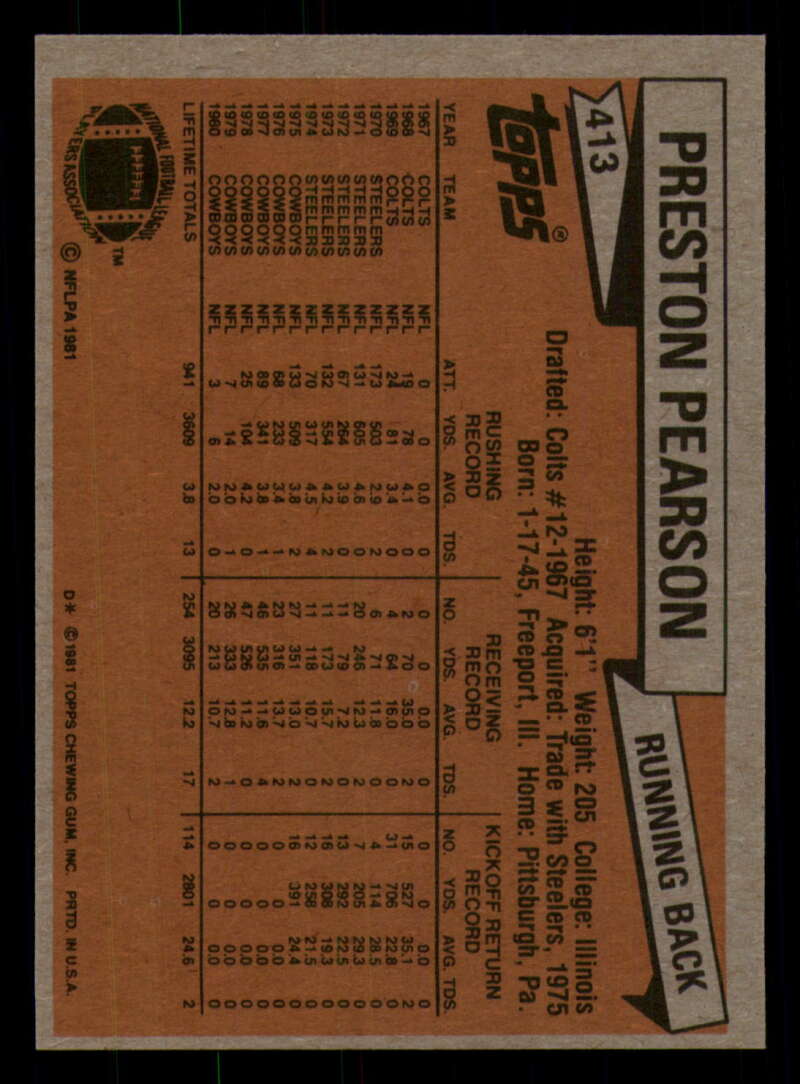 413
PRESTON PEARSON
RUNNING BACK
TOPPS®
Height: 6'1" Weight: 205 College: Illinois
Drafted: Colts #12-1967 Acquired: Trade with Steelers, 1975
Born: 1-17-45, Freeport, Ill. Home: Pittsburgh, Pa.
RUSHING RECORD RECEIVING RECORD KICKOFF RETURN RECORD
YEAR TEAM ATT. YDS. AVG. TDS. NO. YDS. AVG. TDS. NO. YDS. AVG. TDS.
1967 COLTS NFL 0 0 0.0 0 0 0 0.0 0 0 0 0.0 0
1968 COLTS NFL 19 78 4.1 0 2 70 35.0 2 15 527 35.1 2
1969 COLTS NFL 24 81 3.4 0 4 64 16.0 0 31 706 22.8 0
1970 STEELERS NFL 173 503 2.9 2 6 71 11.8 0 4 114 28.5 0
1971 STEELERS NFL 131 605 4.6 0 20 246 12.3 2 7 205 29.3 0
1972 STEELERS NFL 67 264 3.9 0 11 79 7.2 0 13 292 22.5 0
1973 STEELERS NFL 132 554 4.2 2 11 173 15.7 2 16 308 19.3 0
1974 STEELERS NFL 70 317 4.5 4 11 118 10.7 0 12 258 21.5 0
1975 COWBOYS NFL 133 509 3.8 2 27 351 13.0 2 16 391 24.4 0
1976 COWBOYS NFL 68 233 3.4 1 23 316 13.7 2 0 0 0.0 0
1977 COWBOYS NFL 89 341 3.8 1 46 535 11.6 4 0 0 0.0 0
1978 COWBOYS NFL 25 104 4.2 0 47 526 11.2 0 0 0 0.0 0
1979 COWBOYS NFL 7 14 2.0 1 26 333 12.8 1 0 0 0.0 0
1980 COWBOYS NFL 3 6 2.0 0 20 213 10.7 2 0 0 0.0 0
LIFETIME TOTALS 941 3609 3.8 13 254 3095 12.2 17 114 2801 24.6 2
NATIONAL FOOTBALL LEAGUE
PLAYERS ASSOCIATION
TM
© NFLPA 1981
D* ©1981 TOPPS CHEWING GUM, INC. PRTD. IN U.S.A.